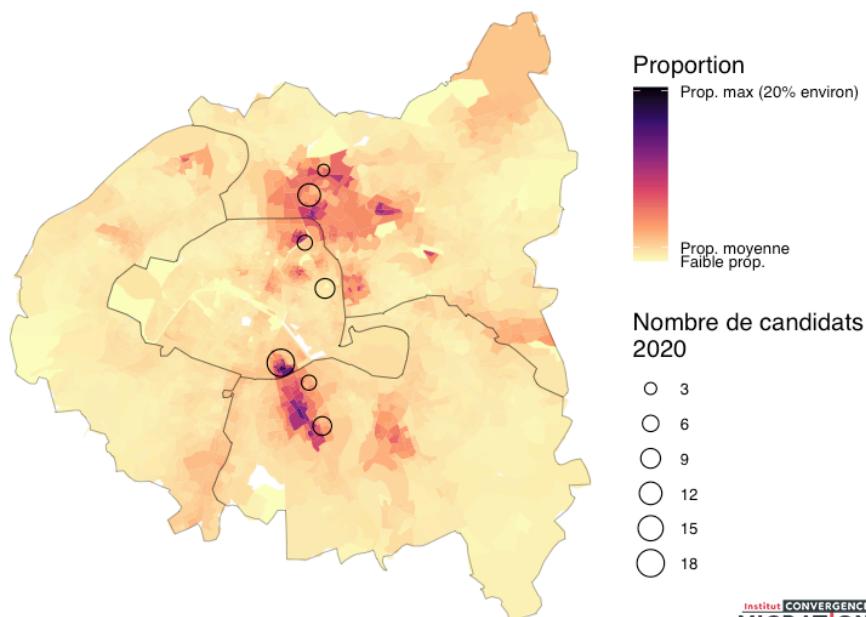 Proportion
Prop. max (20% environ)
Prop. moyenne
Faible prop.
Nombre de candidats
2020
3
6
9
12
15
18
Institut CONVERGENCE